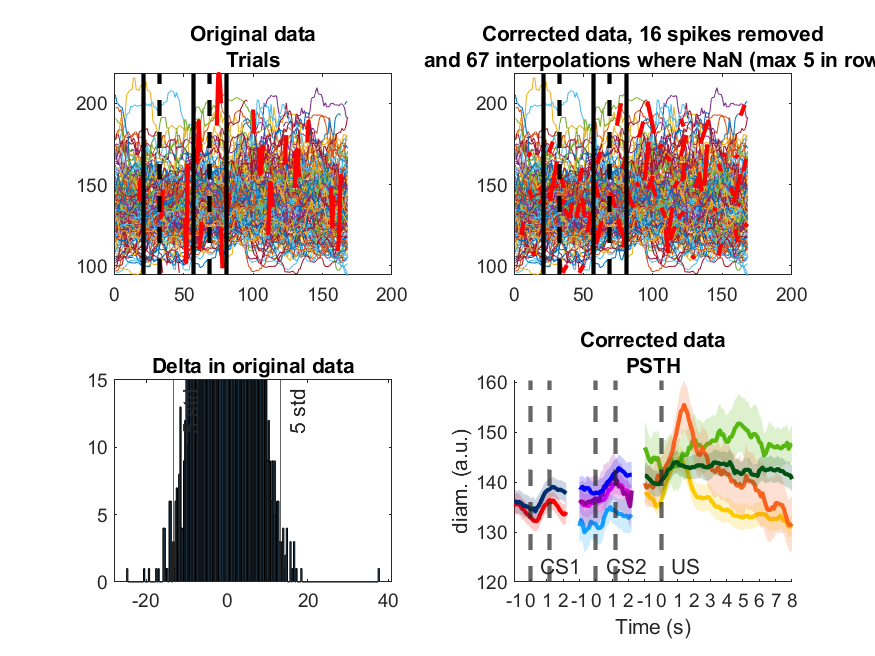 Original data
Trials
200
150
100
0
50
100
150
200
Corrected data, 16 spikes removed
and 67 interpolations where NaN (max 5 in row
200
150
100
0
50
100
150
200
Delta in original data
15
10
5
0
-20
0
20
40
5 std
Corrected data
PSTH
160
150
140
130
120
diam. (a.u.)
CS1
CS2
US
-1 0 1 2 -1 0 1 2 -1 0 1 2 3 4 5 6 7 8
Time (s)